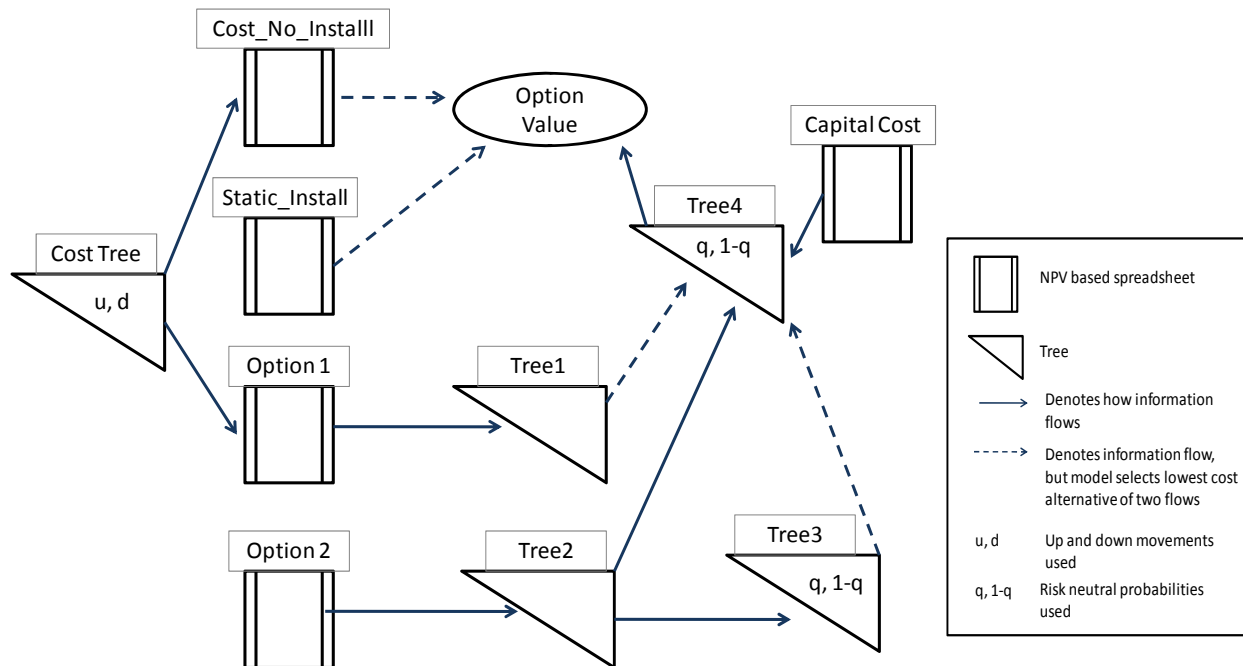 Cost_No_Installl
Option
Value
Capital Cost
Static_Install
Tree4
q, 1-q
Cost Tree
u, d
Option 1
Tree1
Option 2
Tree2
Tree3
q, 1-q
NPV based spreadsheet
Tree
Denotes how information
flows
Denotes information flow,
but model selects lowest cost
alternative of two flows
u, d Up and down movements
used
q, 1-q Risk neutral probabilities
used